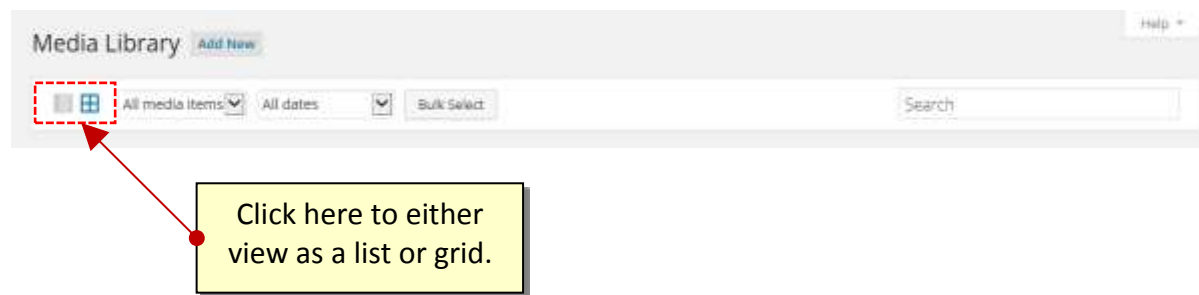 Help
Media Library Add New
All media items All dates Bulk Select Search
Click here to either
view as a list or grid.